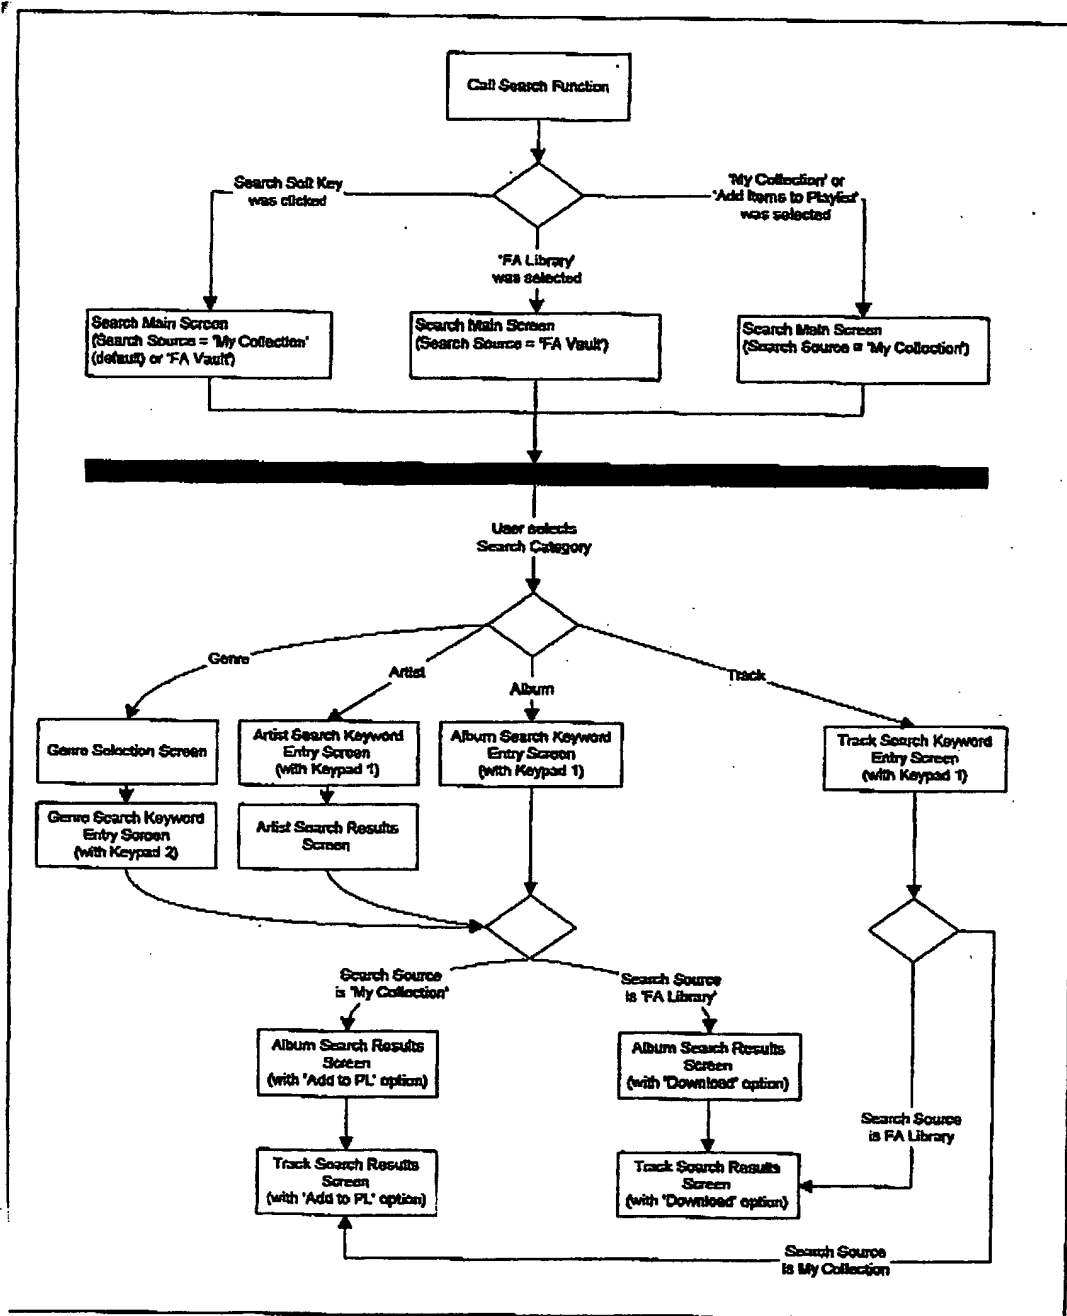 Call Search Function
Search Soft Key
was clicked
'My Collection' or
'Add Items to Playlist'
was selected
'FA Library'
was selected
Search Main Screen
(Search Source = 'My Collection'
(default) or 'FA Vault')
Search Main Screen
(Search Source = 'FA Vault')
Search Main Screen
(Search Source = 'My Collection')
User selects
Search Category
Genre
Artist
Album
Track
Genre Selection Screen
Artist Search Keyword
Entry Screen
(with Keypad 1)
Album Search Keyword
Entry Screen
(with Keypad 1)
Track Search Keyword
Entry Screen
(with Keypad 1)
Genre Search Keyword
Entry Screen
(with Keypad 2)
Artist Search Results
Screen
Search Source
is 'My Collection'
Search Source
is 'FA Library'
Album Search Results
Screen
(with 'Add to PL' option)
Album Search Results
Screen
(with 'Download' option)
Search Source
is FA Library
Track Search Results
Screen
(with 'Add to PL' option)
Track Search Results
Screen
(with 'Download' option)
Search Source
is My Collection